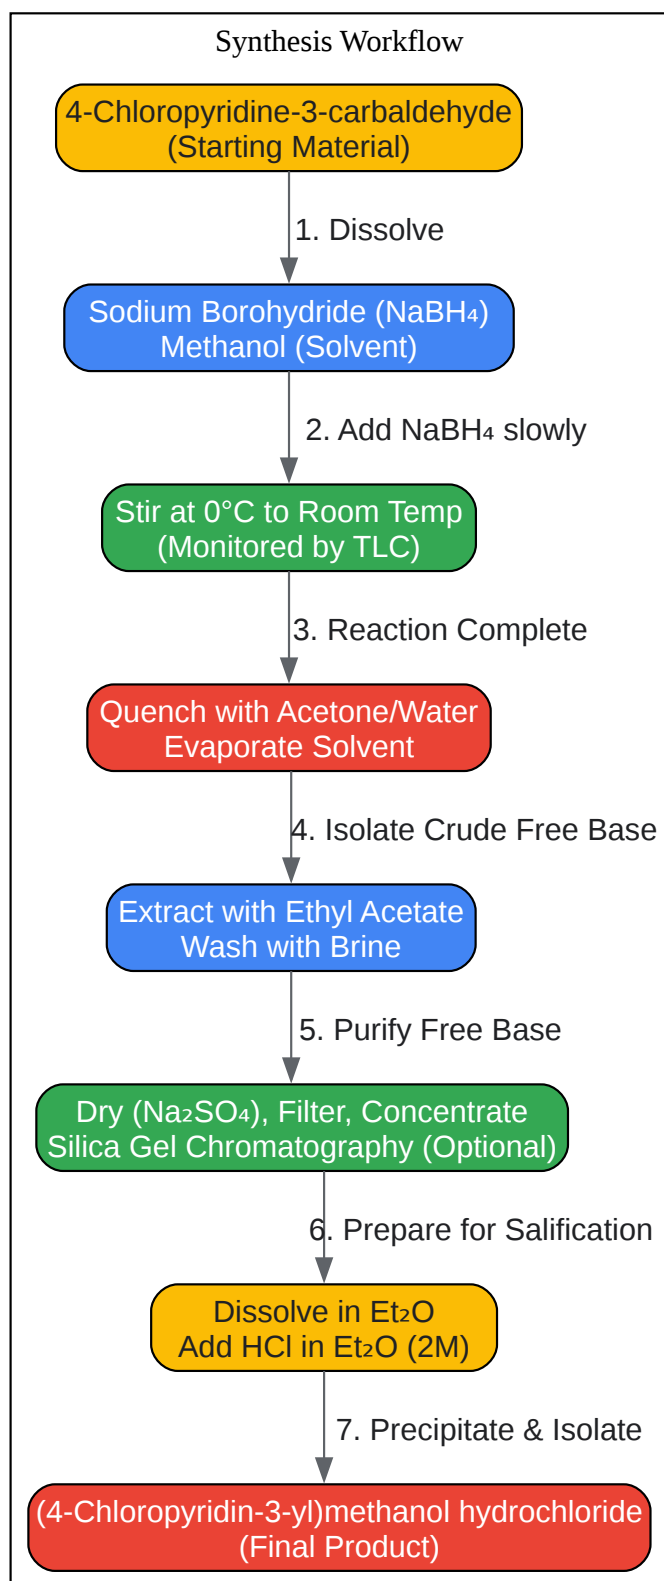 Synthesis Workflow
4-Chloropyridine-3-carbaldehyde
(Starting Material)
1. Dissolve
Sodium Borohydride (NaBH₄)
Methanol (Solvent)
2. Add NaBH₄ slowly
Stir at 0°C to Room Temp
(Monitored by TLC)
3. Reaction Complete
Quench with Acetone/Water
Evaporate Solvent
4. Isolate Crude Free Base
Extract with Ethyl Acetate
Wash with Brine
5. Purify Free Base
Dry (Na₂SO₄), Filter, Concentrate
Silica Gel Chromatography (Optional)
6. Prepare for Salification
Dissolve in Et₂O
Add HCl in Et₂O (2M)
7. Precipitate & Isolate
(4-Chloropyridin-3-yl)methanol hydrochloride
(Final Product)